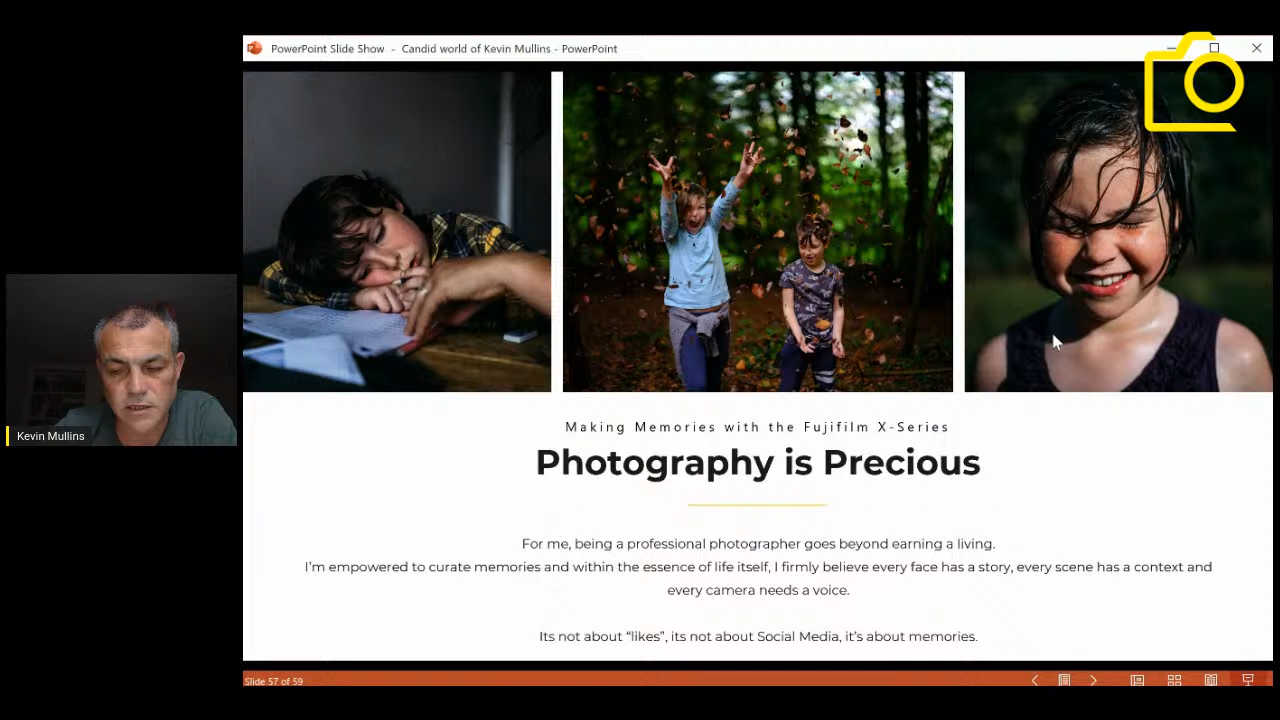 PowerPoint Slide Show - Candid world of Kevin Mullins - PowerPoint
Kevin Mullins
Making Memories with the Fujifilm X-Series
Photography is Precious
For me, being a professional photographer goes beyond earning a living.
I'm empowered to curate memories and within the essence of life itself, I firmly believe every face has a story, every scene has a context and
every camera needs a voice.
Its not about “likes”, its not about Social Media, it's about memories.
Slide 57 of 59